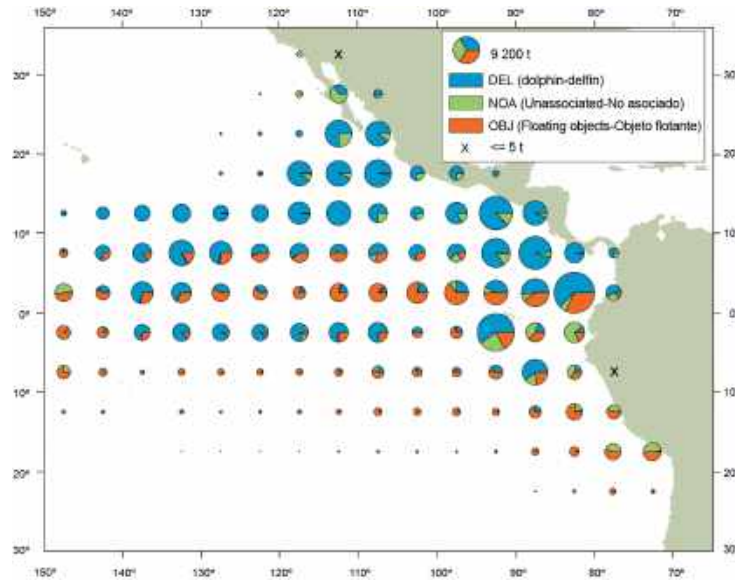 9 200 t
DEL (dolphin-delfín)
NOA (Unassociated-No asociado)
OBJ (Floating objects-Objeto flotante)
x <= 5 t
x
x
30°
20°
10°
0°
10°
20°
30°
30
20
10
0
10
20
30
150° 140° 130° 120° 110° 100° 90° 80° 70°
150° 140° 130° 120° 110° 100° 90° 80° 70°